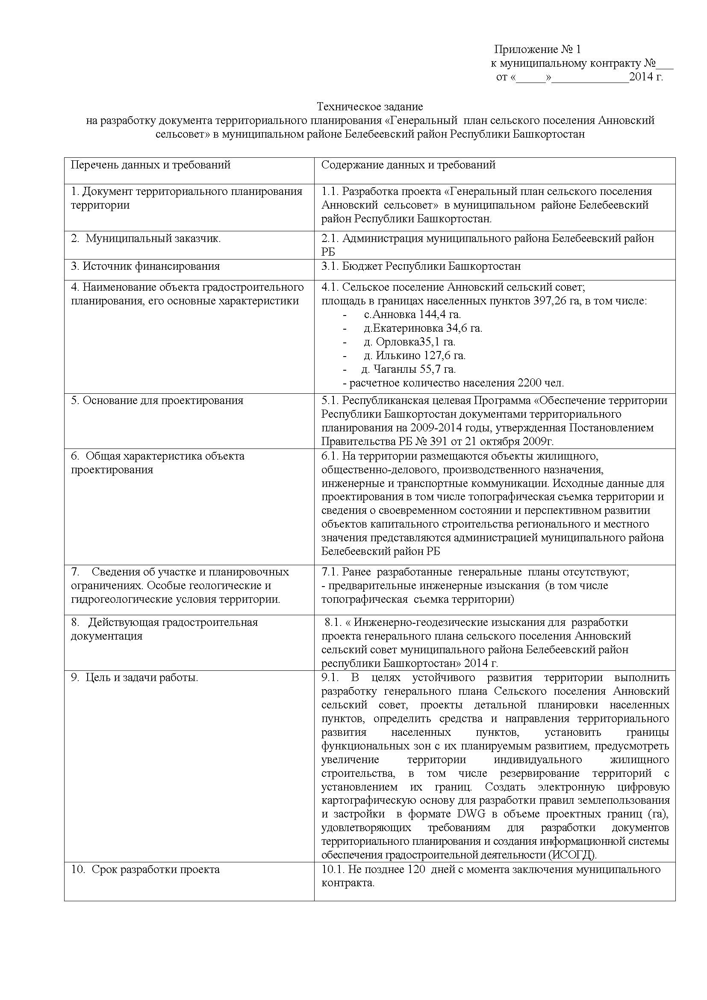 Приложение № 1
к муниципальному контракту №___
от «_____»_____________2014 г.
Техническое задание
на разработку документа территориального планирования «Генеральный план сельского поселения Анновский
сельсовет» в муниципальном районе Белебеевский район Республики Башкортостан
Перечень данных и требований
Содержание данных и требований
1. Документ территориального планирования
территории
1.1. Разработка проекта «Генеральный план сельского поселения
Анновский сельсовет» в муниципальном районе Белебеевский
район Республики Башкортостан.
2. Муниципальный заказчик.
2.1. Администрация муниципального района Белебеевский район
РБ
3. Источник финансирования
3.1. Бюджет Республики Башкортостан
4. Наименование объекта градостроительного
планирования, его основные характеристики
4.1. Сельское поселение Анновский сельский совет;
площадь в границах населенных пунктов 397,26 га, в том числе:
- с.Анновка 144,4 га.
- д.Екатериновка 34,6 га.
- д. Орловка35,1 га.
- д. Илькино 127,6 га.
- д. Чаганлы 55,7 га.
- расчетное количество населения 2200 чел.
5. Основание для проектирования
5.1. Республиканская целевая Программа «Обеспечение территории
Республики Башкортостан документами территориального
планирования на 2009-2014 годы, утвержденная Постановлением
Правительства РБ № 391 от 21 октября 2009г.
6. Общая характеристика объекта
проектирования
6.1. На территории размещаются объекты жилищного,
общественно-делового, производственного назначения,
инженерные и транспортные коммуникации. Исходные данные для
проектирования в том числе топографическая съемка территории и
сведения о своевременном состоянии и перспективном развитии
объектов капитального строительства регионального и местного
значения представляются администрацией муниципального района
Белебеевский район РБ
7. Сведения об участке и планировочных
ограничениях. Особые геологические и
гидрогеологические условия территории.
7.1. Ранее разработанные генеральные планы отсутствуют;
- предварительные инженерные изыскания (в том числе
топографическая съемка территории)
8. Действующая градостроительная
документация
8.1. « Инженерно-геодезические изыскания для разработки
проекта генерального плана сельского поселения Анновский
сельский совет муниципального района Белебеевский район
республики Башкортостан» 2014 г.
9. Цель и задачи работы.
9.1. В целях устойчивого развития территории выполнить
разработку генерального плана Сельского поселения Анновский
сельский совет, проекты детальной планировки населенных
пунктов, определить средства и направления территориального
развития населенных пунктов, установить границы
функциональных зон с их планируемым развитием, предусмотреть
увеличение территории индивидуального жилищного
строительства, в том числе резервирование территорий с
установлением их границ. Создать электронную цифровую
картографическую основу для разработки правил землепользования
и застройки в формате DWG в объеме проектных границ (га),
удовлетворяющих требованиям для разработки документов
территориального планирования и создания информационной системы
обеспечения градостроительной деятельности (ИСОГД).
10. Срок разработки проекта
10.1. Не позднее 120 дней с момента заключения муниципального
контракта.